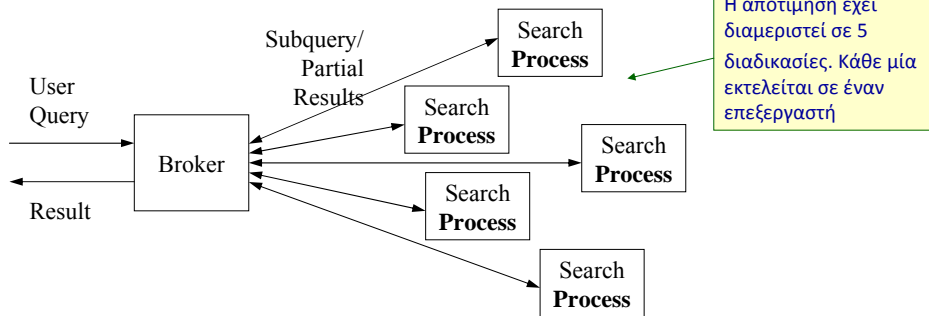 Η αποτίμηση έχει
διαμεριστεί σε 5
διαδικασίες. Κάθε μία
εκτελείται σε έναν
επεξεργαστή
Search
Process
Subquery/
Partial
Results
User
Query
Search
Process
Broker
Search
Process
Result
Search
Process
Search
Process